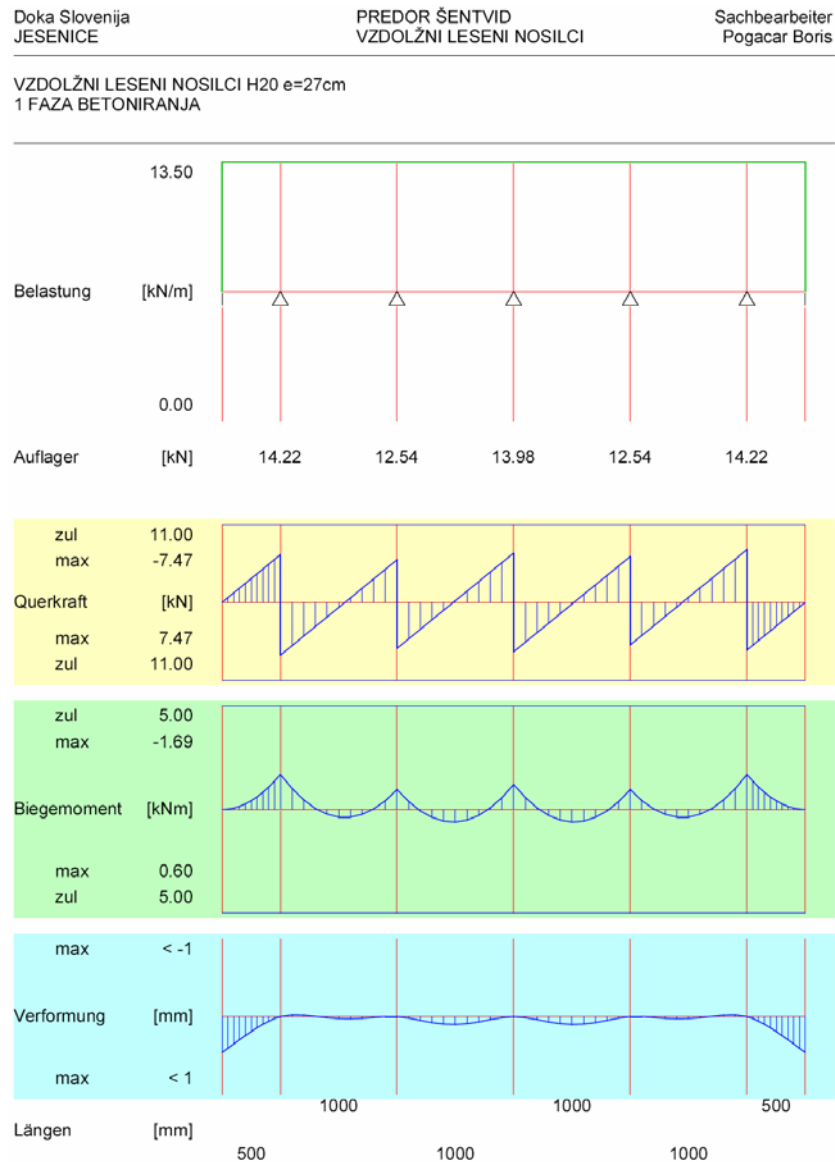 Doka Slovenija PREDOR ŠENTVID Sachbearbeiter
JESENICE VZDOLŽNI LESENI NOSILCI Pogacar Boris
VZDOLŽNI LESENI NOSILCI H20 e=27cm
1 FAZA BETONIRANJA
13.50
Belastung [kN/m]
0.00
Auflager [kN] 14.22 12.54 13.98 12.54 14.22
zul 11.00
max -7.47
Querkraft [kN]
max 7.47
zul 11.00
zul 5.00
max -1.69
Biegemoment [kNm]
max 0.60
zul 5.00
max < -1
Verformung [mm]
max < 1
1000 1000 500
Längen [mm]
500 1000 1000